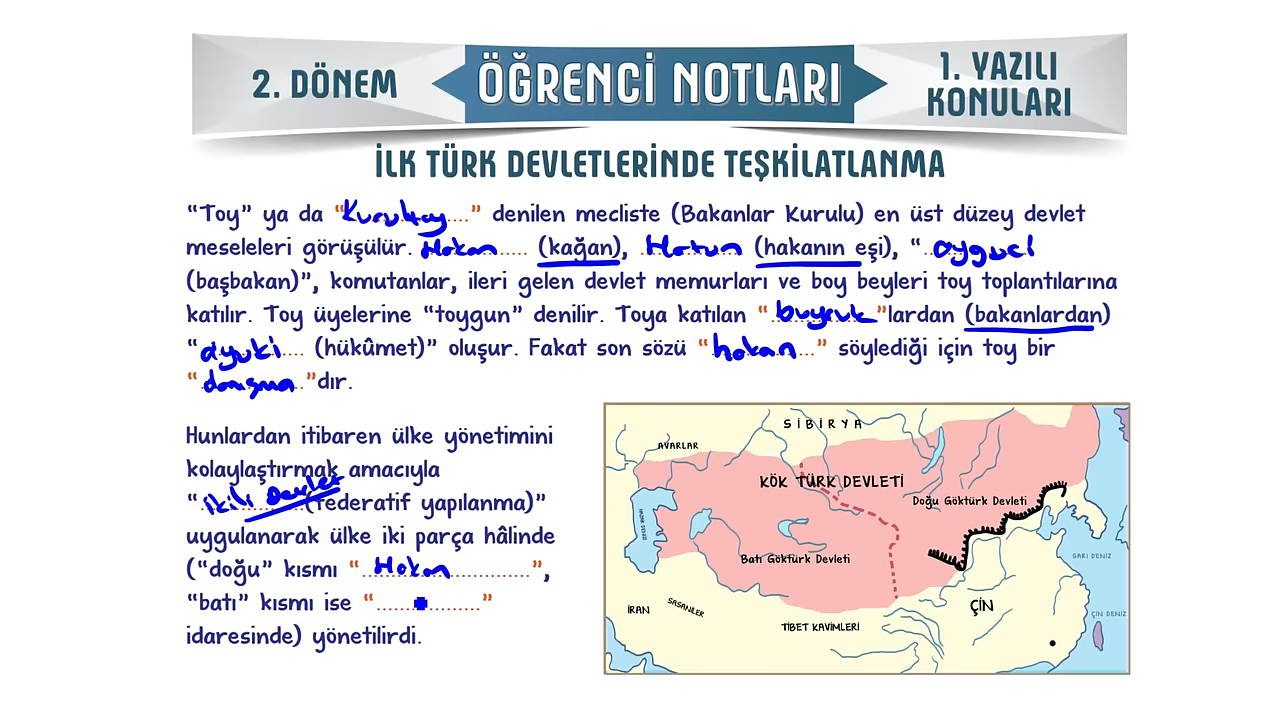 2. DÖNEM
ÖĞRENCİ NOTLARI
1. YAZILI
KONULARI
İLK TÜRK DEVLETLERİNDE TEŞKİLATLANMA
“Toy” ya da “Kurultay....” denilen mecliste (Bakanlar Kurulu) en üst düzey devlet
meseleleri görüşülür. Hakan..... (kağan), Hatun (hakanın eşi), “ ayguci
(başbakan)”, komutanlar, ileri gelen devlet memurları ve boy beyleri toy toplantılarına
katılır. Toy üyelerine “toygun” denilir. Toya katılan “buyruk”lardan (bakanlardan)
“ayuki.... (hükûmet)” oluşur. Fakat son sözü “hakan...” söylediği için toy bir
“danışma..”dır.
Hunlardan itibaren ülke yönetimini
kolaylaştırmak amacıyla
“ikili Devlet (federatif yapılanma)”
uygulanarak ülke iki parça hâlinde
(“doğu” kısmı “..Hakan...............”,
“batı” kısmı ise “....................”
idaresinde) yönetilirdi.
SİBİRYA
AVARLAR
KÖK TÜRK DEVLETİ
Doğu Göktürk Devleti
Batı Göktürk Devleti
SARI DENİZ
İRAN
SASANLER
TİBET KAVİMLERİ
ÇİN
ÇİN DENİZ